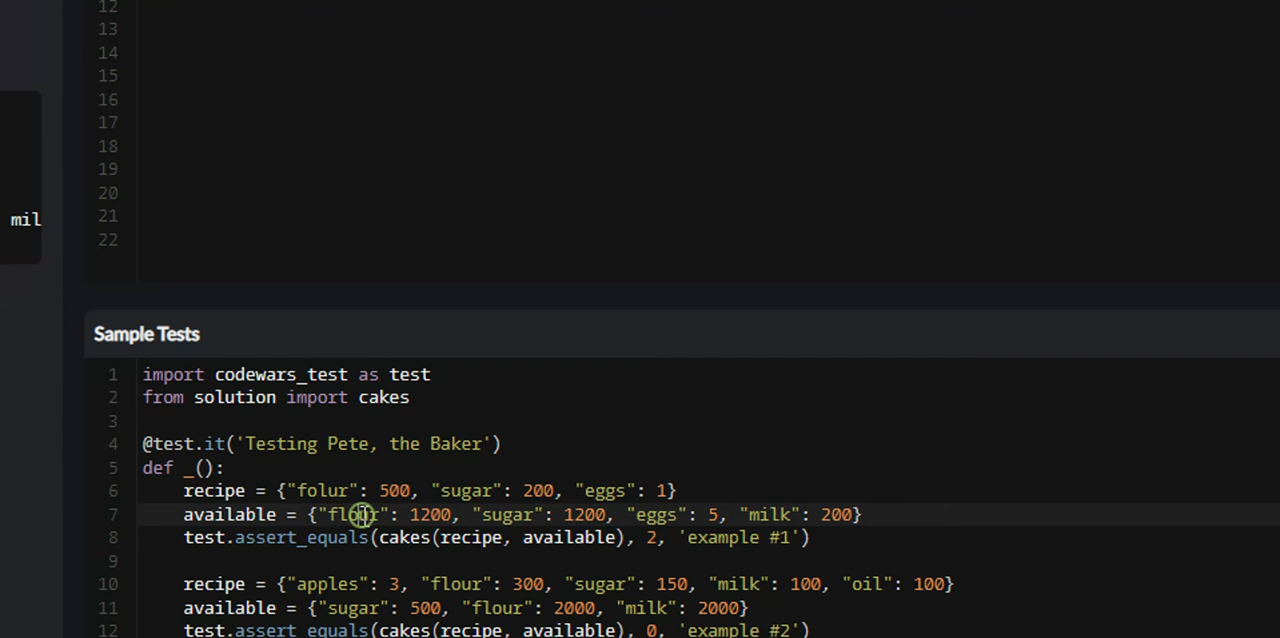 12
13
14
15
16
17
18
19
20
21
22
mil
Sample Tests
1 import codewars_test as test
2 from solution import cakes
3
4 @test.it('Testing Pete, the Baker')
5 def _():
6 recipe = {"folur": 500, "sugar": 200, "eggs": 1}
7 available = {"flour": 1200, "sugar": 1200, "eggs": 5, "milk": 200}
8 test.assert_equals(cakes(recipe, available), 2, 'example #1')
9
10 recipe = {"apples": 3, "flour": 300, "sugar": 150, "milk": 100, "oil": 100}
11 available = {"sugar": 500, "flour": 2000, "milk": 2000}
12 test.assert_equals(cakes(recipe, available), 0, 'example #2')